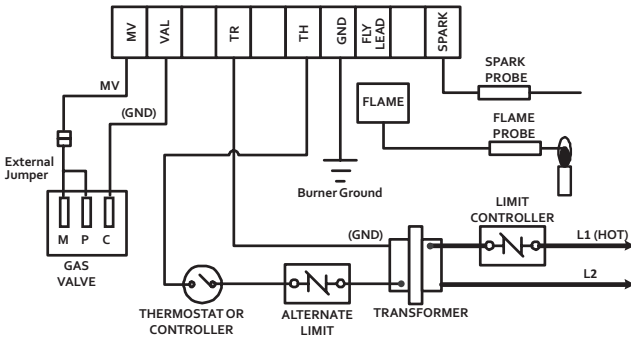 MV
VAL
TR
TH
GND
FLY
LEAD
SPARK
SPARK
PROBE
MV
FLAME
(GND)
FLAME
PROBE
External
Jumper
Burner Ground
M P C
GAS
VALVE
LIMIT
CONTROLLER
(GND)
L1 (HOT)
L2
THERMOSTAT OR
CONTROLLER
ALTERNATE
LIMIT
TRANSFORMER